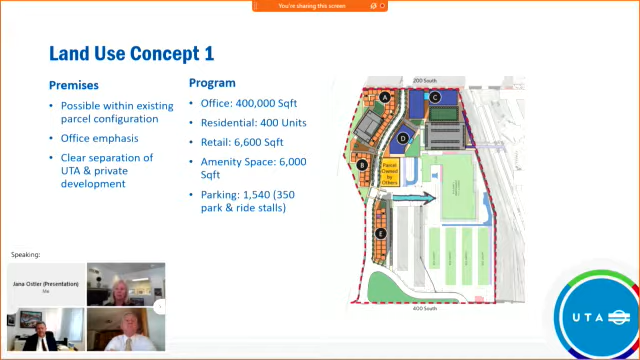 You're sharing this screen
Land Use Concept 1
Premises
• Possible within existing
parcel configuration
• Office emphasis
• Clear separation of
UTA & private
development
Program
• Office: 400,000 Sqft
• Residential: 400 Units
• Retail: 6,600 Sqft
• Amenity Space: 6,000
Sqft
• Parking: 1,540 (350
park & ride stalls)
200 South
A
C
D
B
Parcel
Owned
by
Others
E
400 South
Speaking:
Jana Ostler (Presentation)
Me
UTA